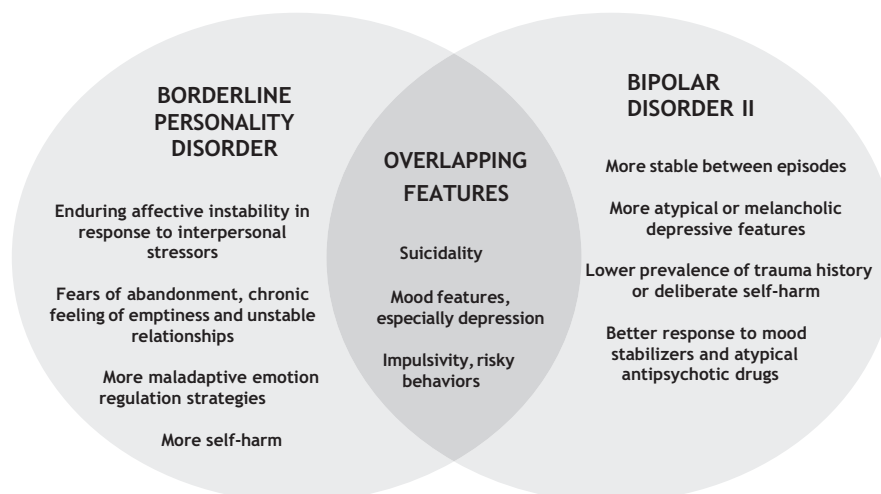 BORDERLINE
PERSONALITY
DISORDER
Enduring affective instability in
response to interpersonal
stressors
Fears of abandonment, chronic
feeling of emptiness and unstable
relationships
More maladaptive emotion
regulation strategies
More self-harm
OVERLAPPING
FEATURES
Suicidality
Mood features,
especially depression
Impulsivity, risky
behaviors
BIPOLAR
DISORDER II
More stable between episodes
More atypical or melancholic
depressive features
Lower prevalence of trauma history
or deliberate self-harm
Better response to mood
stabilizers and atypical
antipsychotic drugs